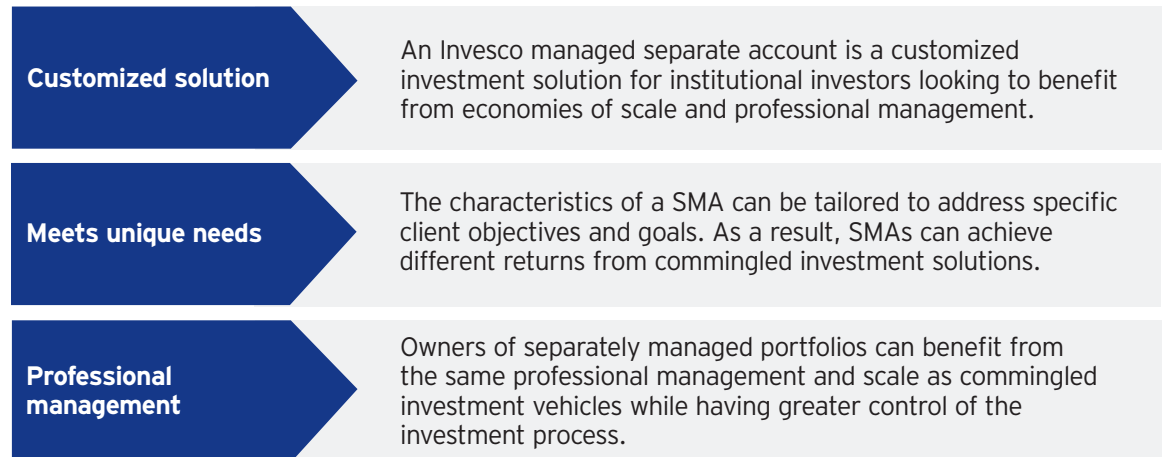 Customized solution
An Invesco managed separate account is a customized
investment solution for institutional investors looking to benefit
from economies of scale and professional management.
Meets unique needs
The characteristics of a SMA can be tailored to address specific
client objectives and goals. As a result, SMAs can achieve
different returns from commingled investment solutions.
Professional
management
Owners of separately managed portfolios can benefit from
the same professional management and scale as commingled
investment vehicles while having greater control of the
investment process.